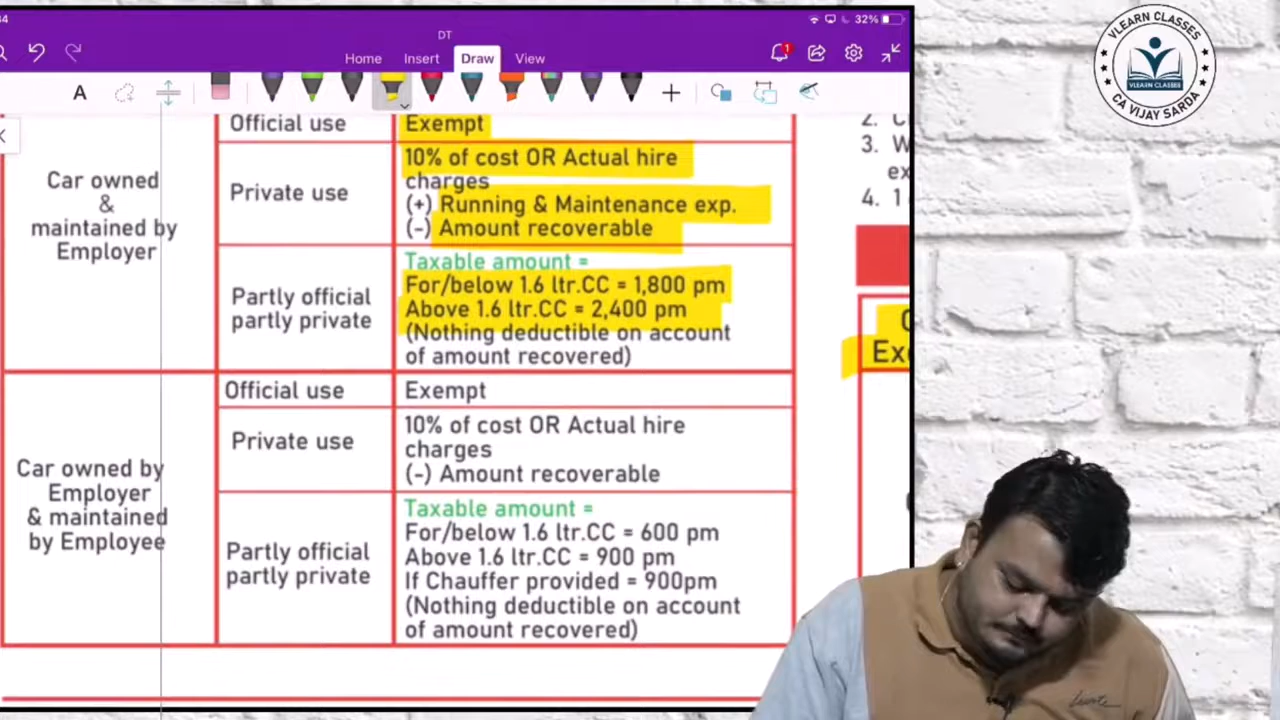 34
32%
DT
1
Home Insert Draw View
A
VLEARN CLASSES
VLEARN CLASSES
CA VIJAY SARDA
Car owned
&
maintained by
Employer
Official use
Exempt
Private use
10% of cost OR Actual hire
charges
(+) Running & Maintenance exp.
(-) Amount recoverable
Partly official
partly private
Taxable amount =
For/below 1.6 ltr.CC = 1,800 pm
Above 1.6 ltr.CC = 2,400 pm
(Nothing deductible on account
of amount recovered)
Car owned by
Employer
& maintained
by Employee
Official use
Exempt
Private use
10% of cost OR Actual hire
charges
(-) Amount recoverable
Partly official
partly private
Taxable amount =
For/below 1.6 ltr.CC = 600 pm
Above 1.6 ltr.CC = 900 pm
If Chauffer provided = 900pm
(Nothing deductible on account
of amount recovered)
2.
3.
4.